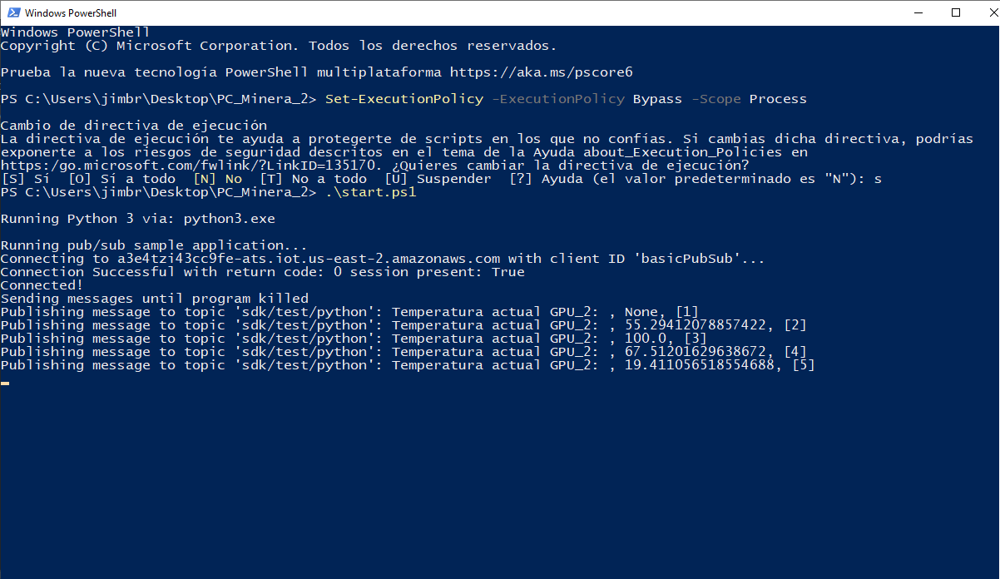 Windows PowerShell
Windows PowerShell
Copyright (C) Microsoft Corporation. Todos los derechos reservados.
Prueba la nueva tecnología PowerShell multiplataforma https://aka.ms/pscore6
PS C:\Users\jimbr\Desktop\PC_Minera_2> Set-ExecutionPolicy -ExecutionPolicy Bypass -Scope Process
Cambio de directiva de ejecución
La directiva de ejecución te ayuda a protegerte de scripts en los que no confías. Si cambias dicha directiva, podrías
exponerte a los riesgos de seguridad descritos en el tema de la Ayuda about_Execution_Policies en
https:/go.microsoft.com/fwlink/?LinkID=135170. ¿Quieres cambiar la directiva de ejecución?
[S] Sí  [O] Sí a todo  [N] No  [T] No a todo  [U] Suspender  [?] Ayuda (el valor predeterminado es "N"): s
PS C:\Users\jimbr\Desktop\PC_Minera_2> .\start.ps1
Running Python 3 via: python3.exe
Running pub/sub sample application...
Connecting to a3e4tzi43cc9fe-ats.iot.us-east-2.amazonaws.com with client ID 'basicPubSub'...
Connection Successful with return code: 0 session present: True
Connected!
Sending messages until program killed
Publishing message to topic 'sdk/test/python': Temperatura actual GPU_2: , None, [1]
Publishing message to topic 'sdk/test/python': Temperatura actual GPU_2: , 55.29412078857422, [2]
Publishing message to topic 'sdk/test/python': Temperatura actual GPU_2: , 100.0, [3]
Publishing message to topic 'sdk/test/python': Temperatura actual GPU_2: , 67.51201629638672, [4]
Publishing message to topic 'sdk/test/python': Temperatura actual GPU_2: , 19.411056518554688, [5]